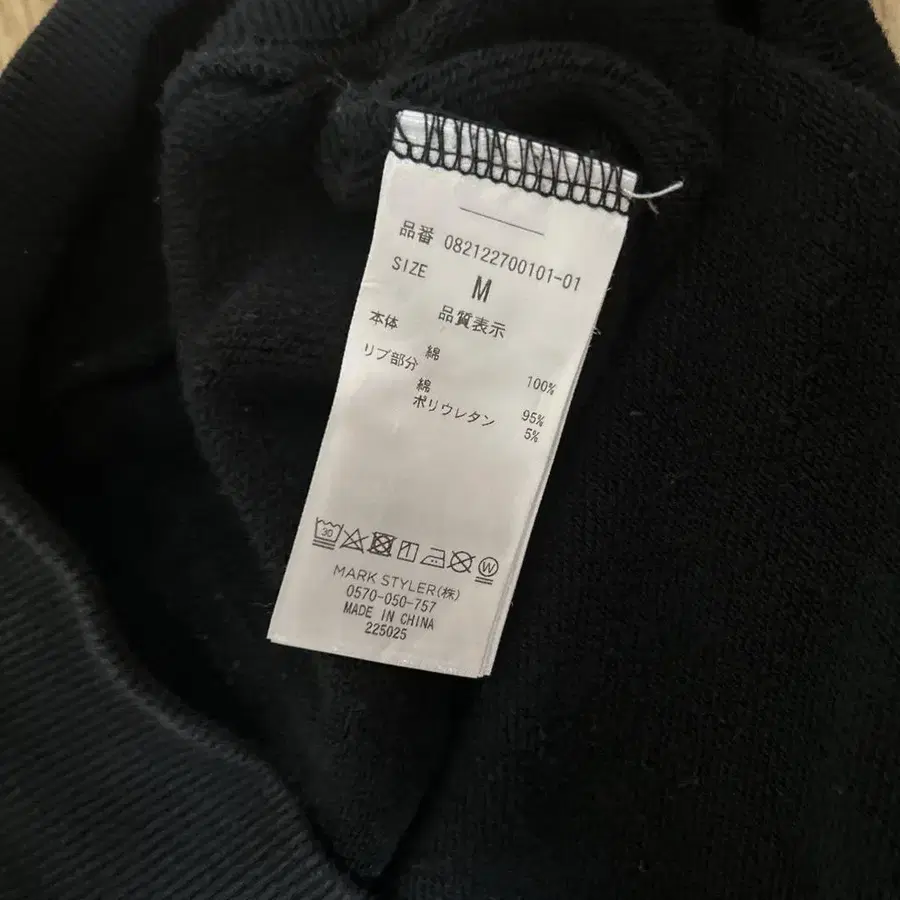 品番 082122700101-01
SIZE M
品質表示
本体
綿 100%
リブ部分
綿 95%
ポリウレタン 5%
30
W
MARK STYLER(株)
0570-050-757
MADE IN CHINA
225025